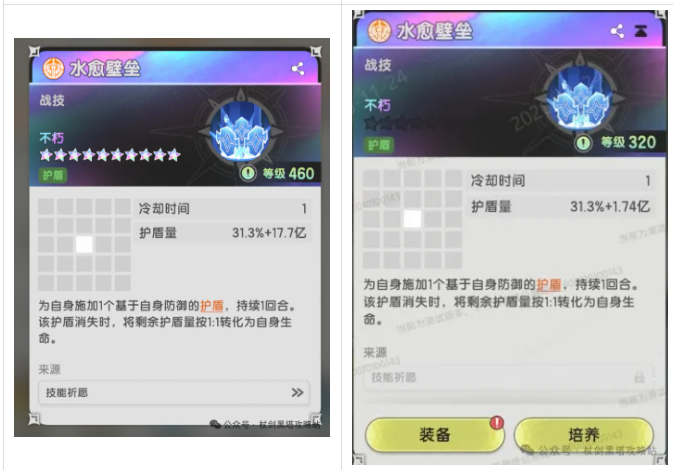 水愈壁垒
战技
不朽
护盾
等级 460
冷却时间 1
护盾量 31.3%+17.7亿
为自身施加1个基于自身防御的护盾，持续1回合。
该护盾消失时，将剩余护盾量按1:1转化为自身生
命。
来源
技能祈愿
公众号 · 杖剑黑塔攻略站
水愈壁垒
战技
不朽
护盾
等级 320
冷却时间 1
护盾量 31.3%+1.74亿
为自身施加1个基于自身防御的护盾，持续1回合。
该护盾消失时，将剩余护盾量按1:1转化为自身生
命。
来源
技能祈愿
装备
培养
公众号 · 杖剑黑塔攻略站